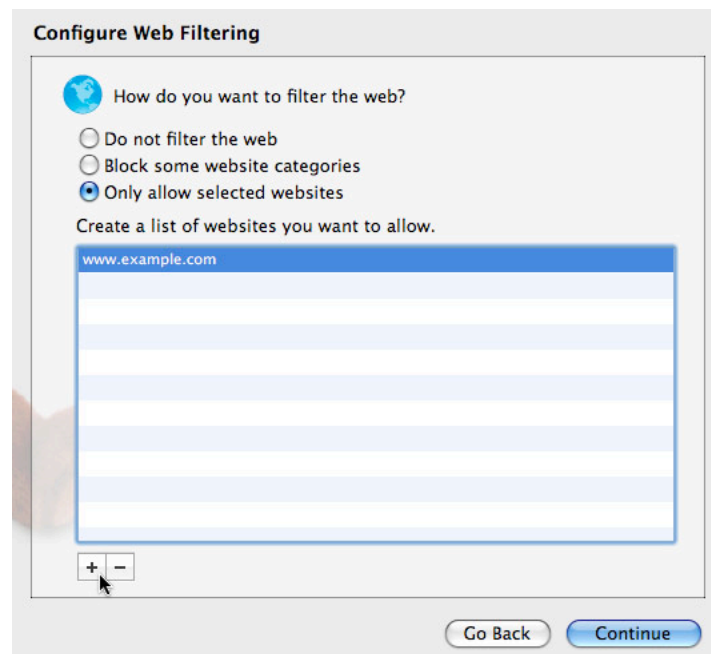 Configure Web Filtering
How do you want to filter the web?
Do not filter the web
Block some website categories
Only allow selected websites
Create a list of websites you want to allow.
www.example.com
+ −
Go Back Continue